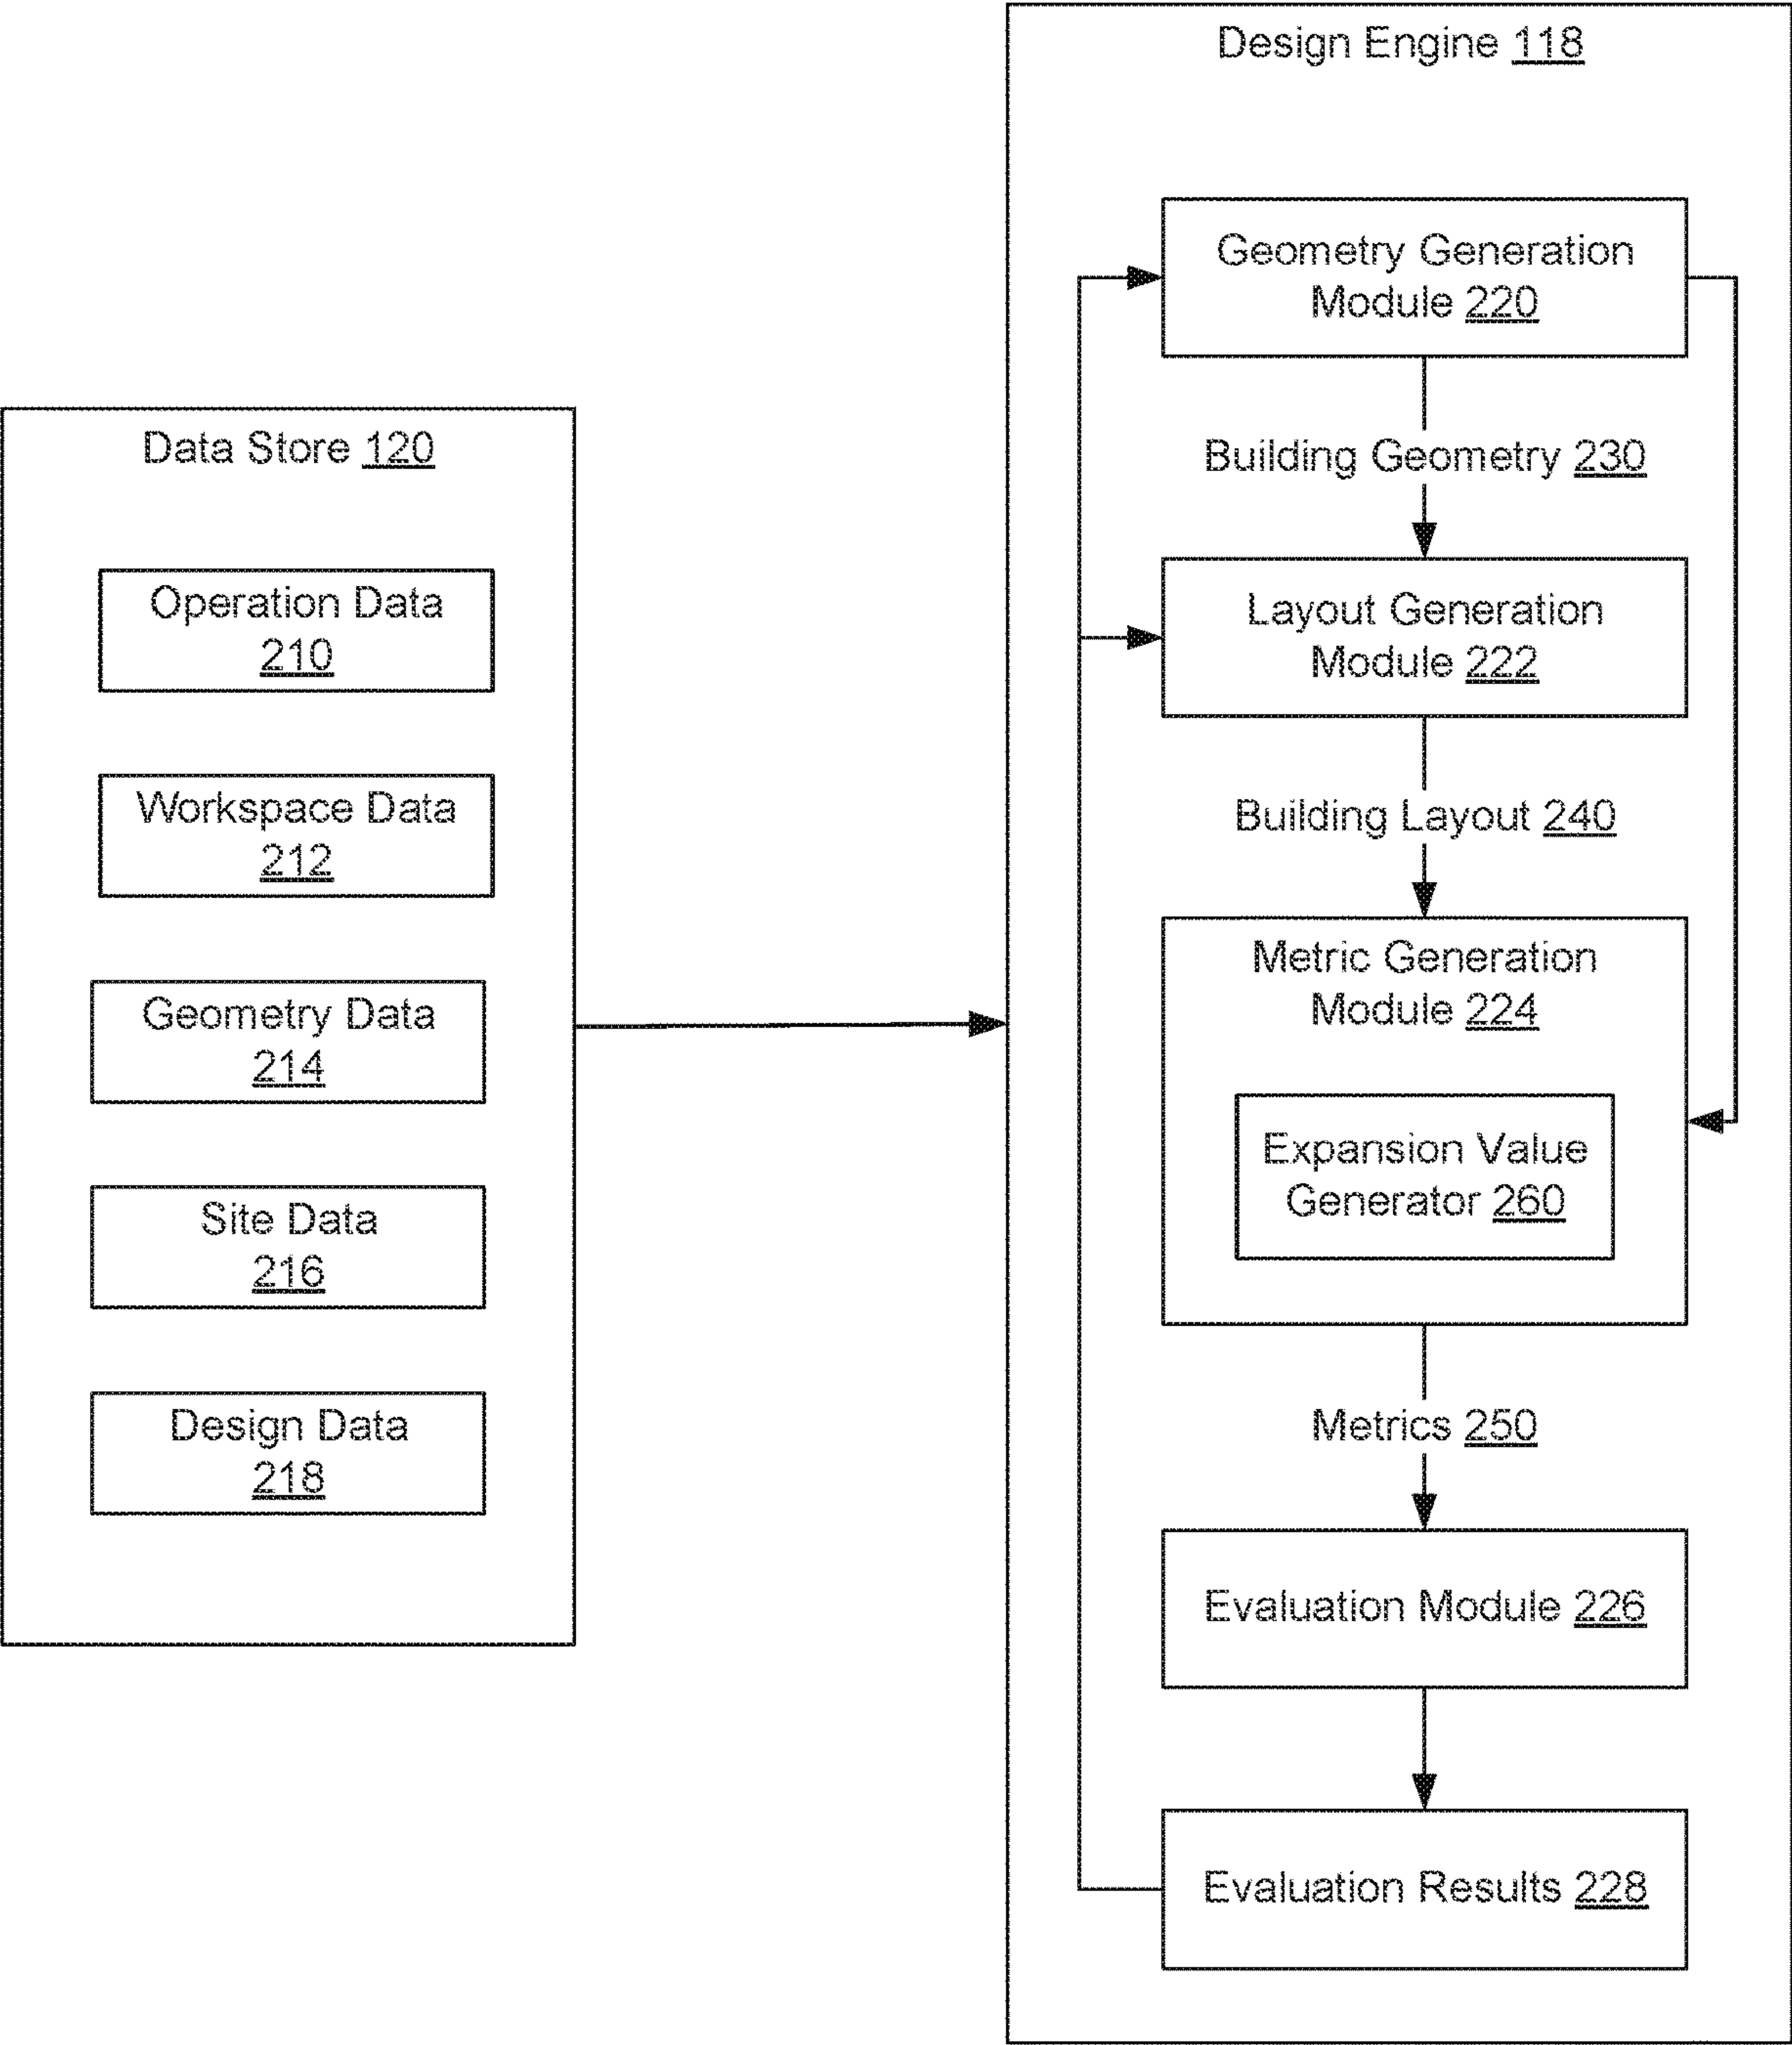 Data Store 120
Operation Data
210
Workspace Data
212
Geometry Data
214
Site Data
216
Design Data
218
Design Engine 118
Geometry Generation
Module 220
Building Geometry 230
Layout Generation
Module 222
Building Layout 240
Metric Generation
Module 224
Expansion Value
Generator 260
Metrics 250
Evaluation Module 226
Evaluation Results 228